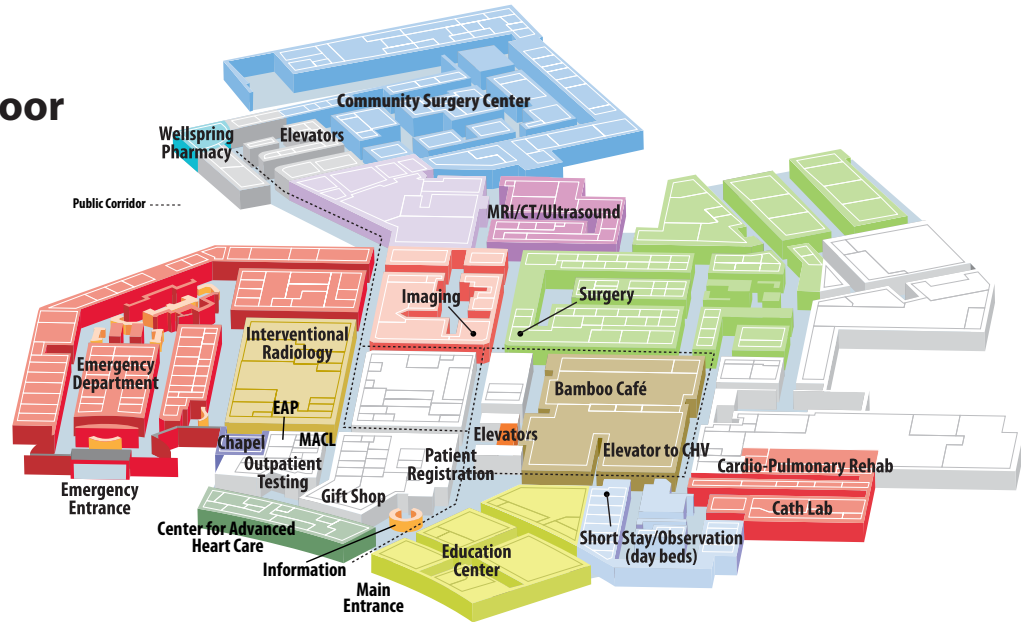 oor
Community Surgery Center
Wellspring
Pharmacy
Elevators
Public Corridor
MRI/CT/Ultrasound
Imaging
Surgery
Interventional
Radiology
Emergency
Department
Bamboo Café
EAP
Chapel
MACL
Elevators
Elevator to CHV
Outpatient
Testing
Patient
Registration
Cardio-Pulmonary Rehab
Gift Shop
Emergency
Entrance
Cath Lab
Center for Advanced
Heart Care
Short Stay/Observation
(day beds)
Information
Education
Center
Main
Entrance